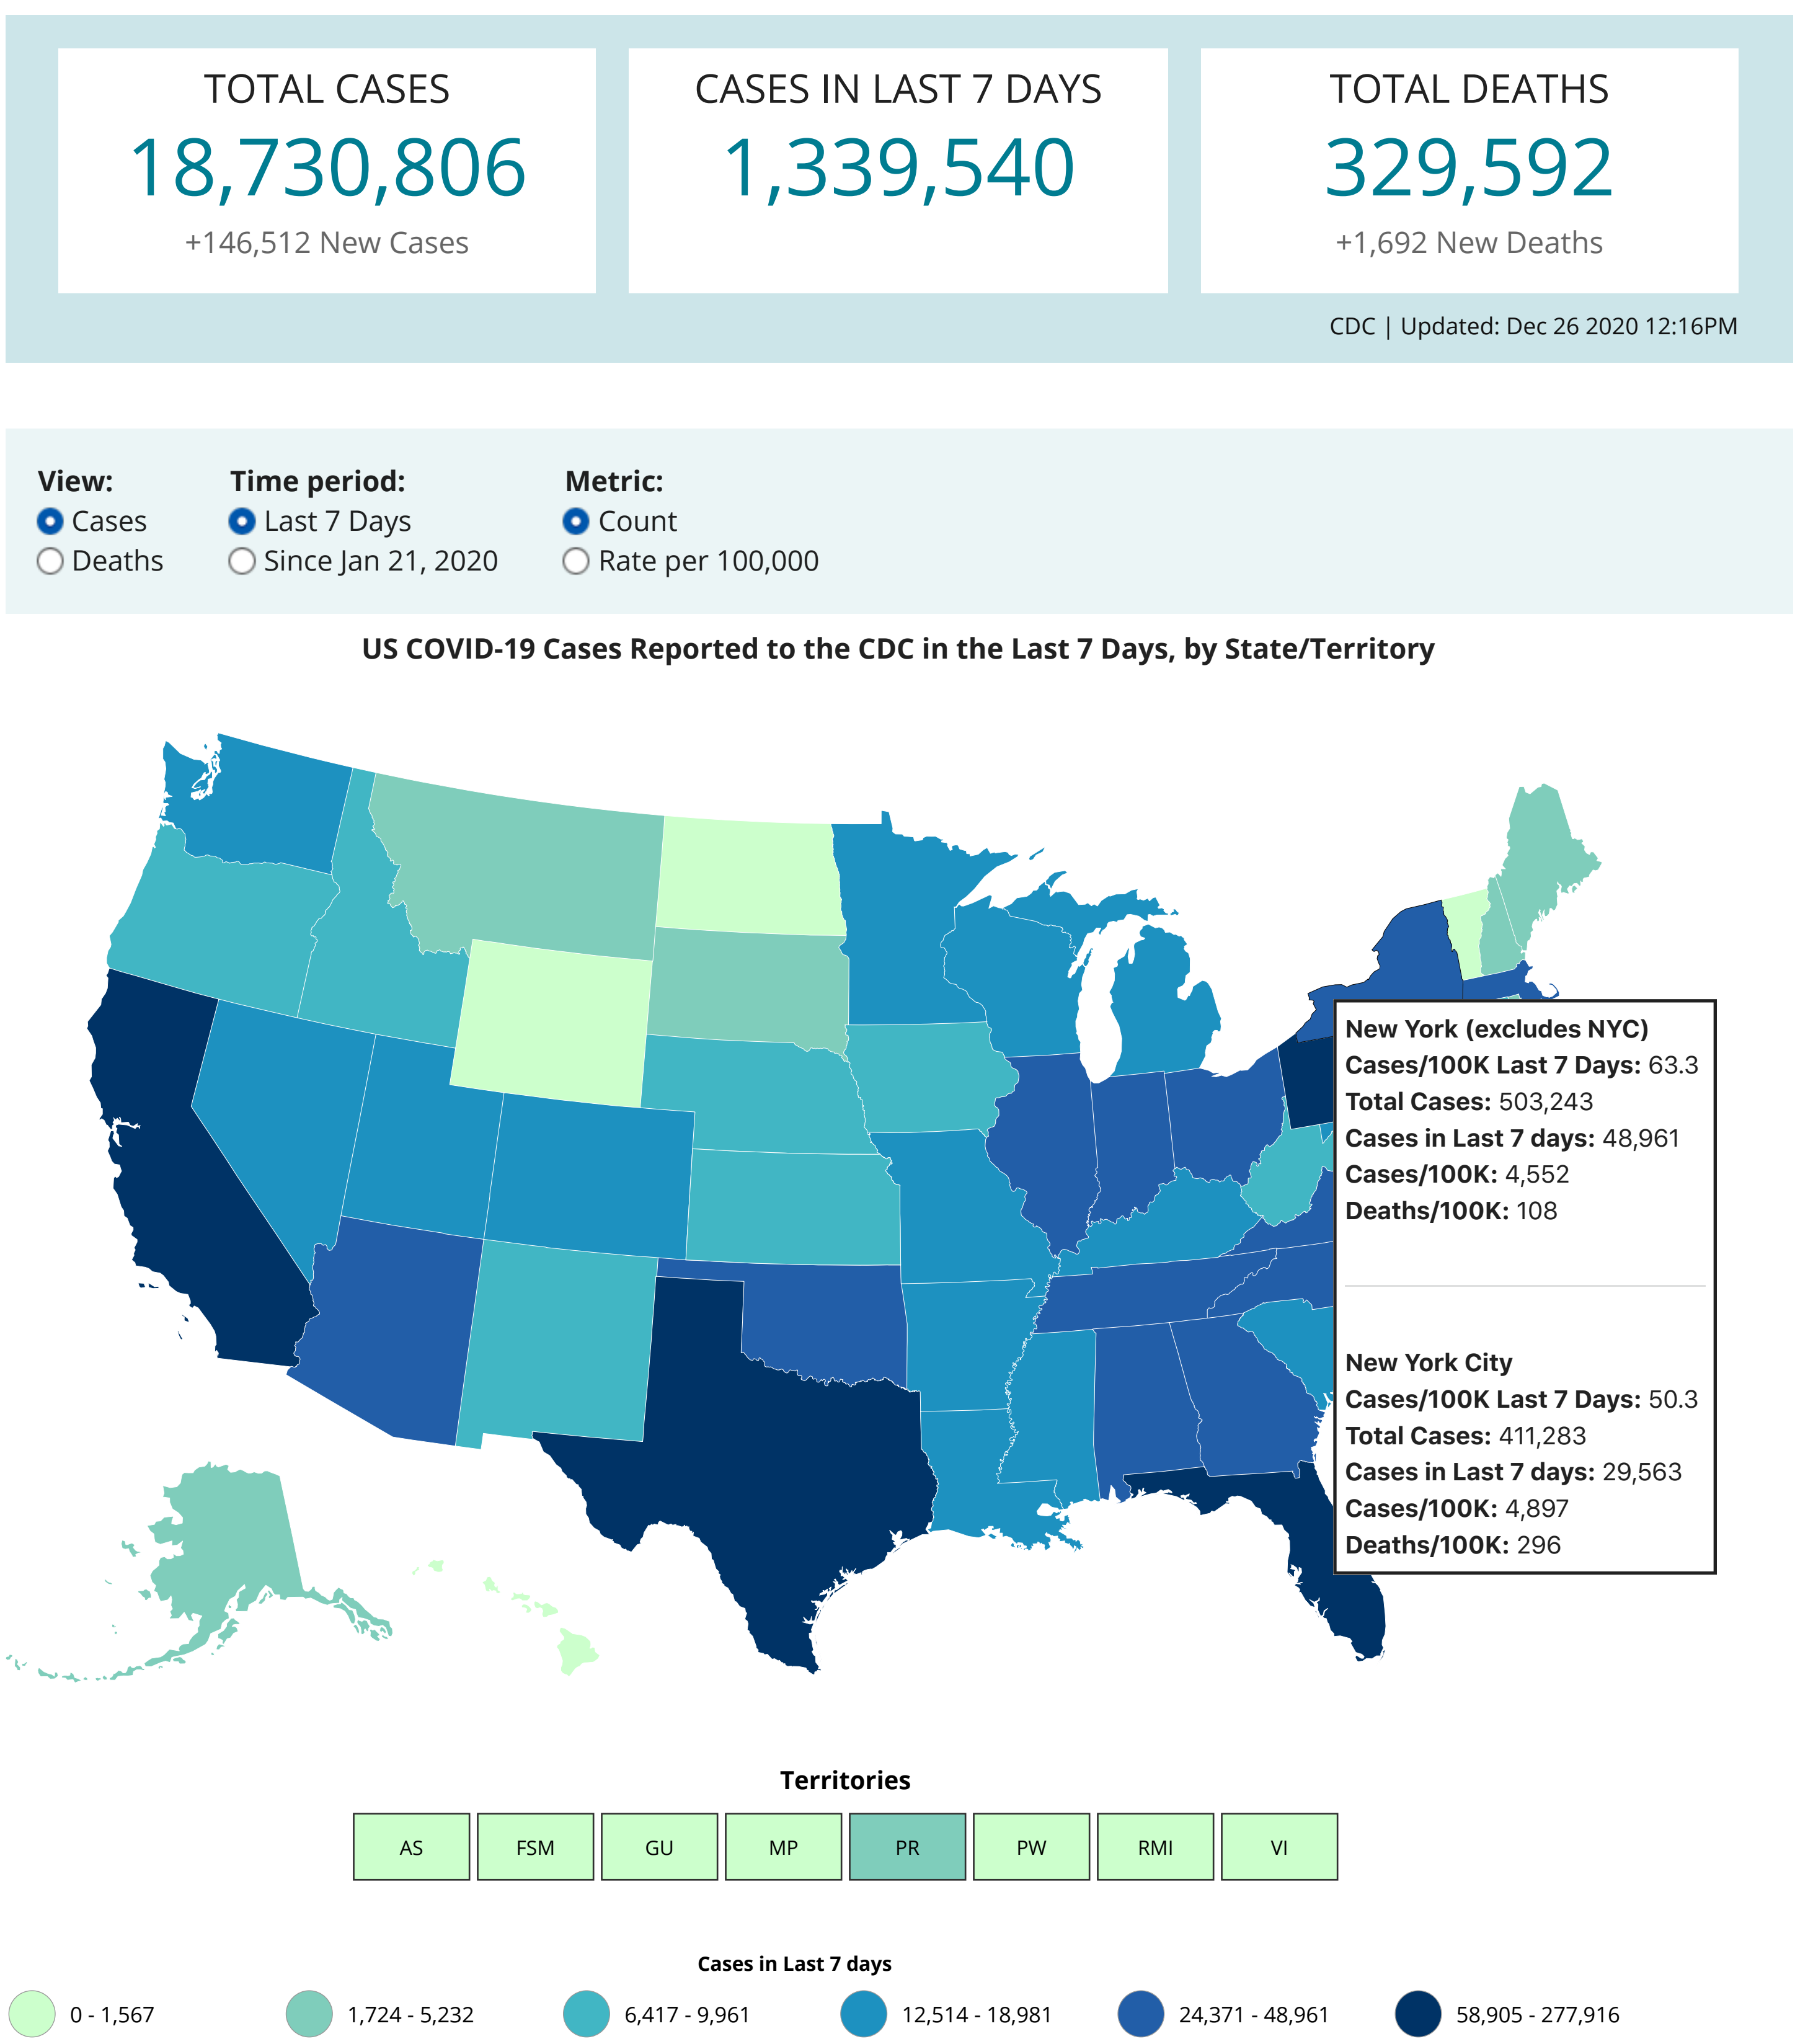 TOTAL CASES
18,730,806
+146,512 New Cases
CASES IN LAST 7 DAYS
1,339,540
TOTAL DEATHS
329,592
+1,692 New Deaths
CDC | Updated: Dec 26 2020 12:16PM
View:
Cases
Deaths
Time period:
Last 7 Days
Since Jan 21, 2020
Metric:
Count
Rate per 100,000
US COVID-19 Cases Reported to the CDC in the Last 7 Days, by State/Territory
New York (excludes NYC)
Cases/100K Last 7 Days: 63.3
Total Cases: 503,243
Cases in Last 7 days: 48,961
Cases/100K: 4,552
Deaths/100K: 108
New York City
Cases/100K Last 7 Days: 50.3
Total Cases: 411,283
Cases in Last 7 days: 29,563
Cases/100K: 4,897
Deaths/100K: 296
Territories
AS
FSM
GU
MP
PR
PW
RMI
VI
Cases in Last 7 days
0 - 1,567
1,724 - 5,232
6,417 - 9,961
12,514 - 18,981
24,371 - 48,961
58,905 - 277,916